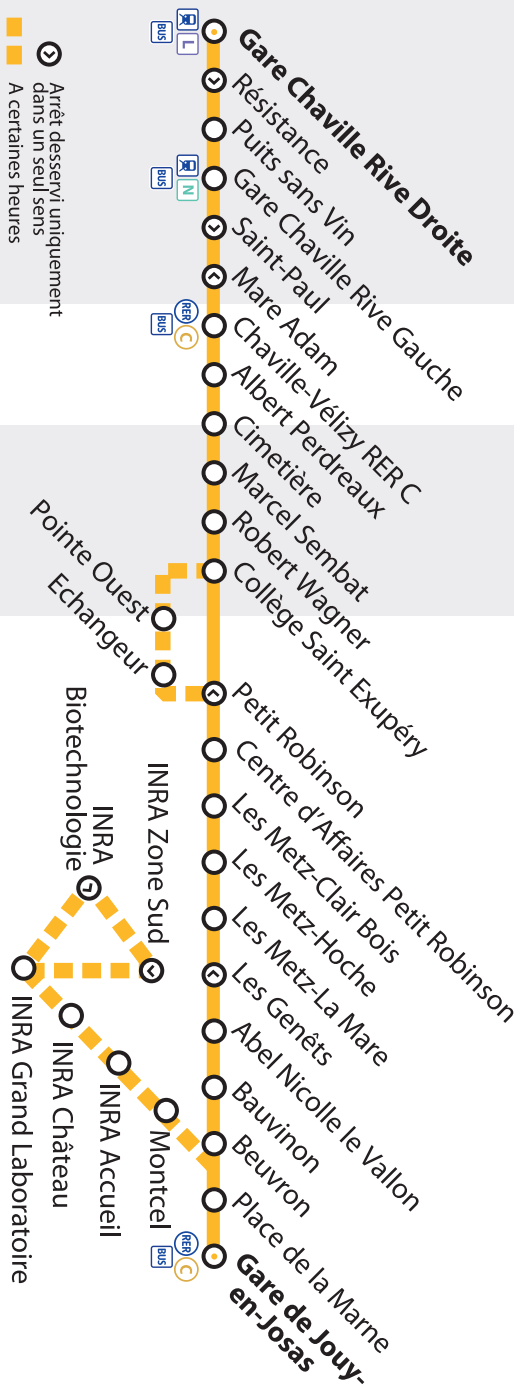 Gare Chaville Rive Droite
L
BUS
Résistance
Puits sans Vin
Gare Chaville Rive Gauche
N
BUS
Saint-Paul
Mare Adam
Chaville-Vélizy RER C
RER C
BUS
Albert Perdreaux
Cimetière
Marcel Sembat
Robert Wagner
Collège Saint Exupéry
Pointe Ouest
Echangeur
Petit Robinson
Centre d'Affaires Petit Robinson
Les Metz-Clair Bois
Les Metz-Hoche
Les Metz-La Mare
Les Genêts
Abel Nicolle le Vallon
Bauvinon
Beuvron
Place de la Marne
Gare de Jouy-
en-Josas
RER C
BUS
INRA Zone Sud
INRA
Biotechnologie
INRA Grand Laboratoire
INRA Château
INRA Accueil
Montcel
Arrêt desservi uniquement
dans un seul sens
A certaines heures